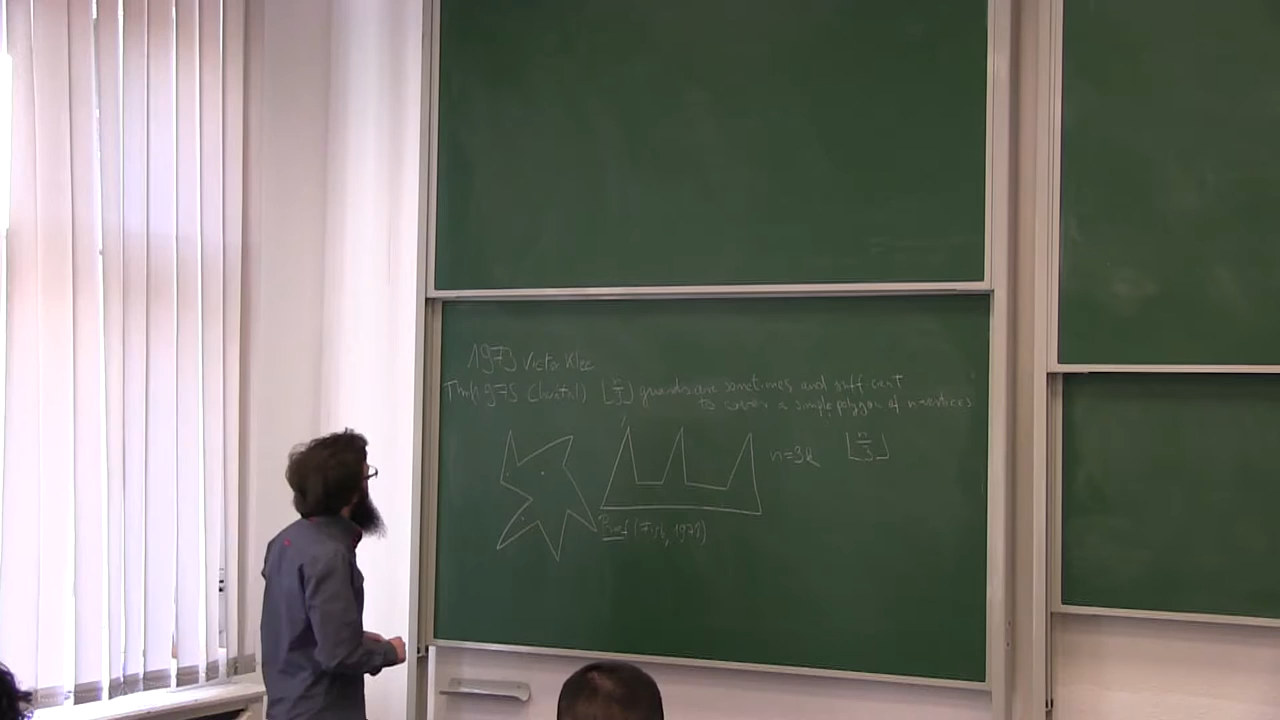 1973 Victor Klee
Thm 1975 (Chvátal) ⌊n/3⌋ guards are sometimes and sufficent
to cover a simple polygon of n vertices
n=3k ⌊n/3⌋
Proof (Fisk, 1978)